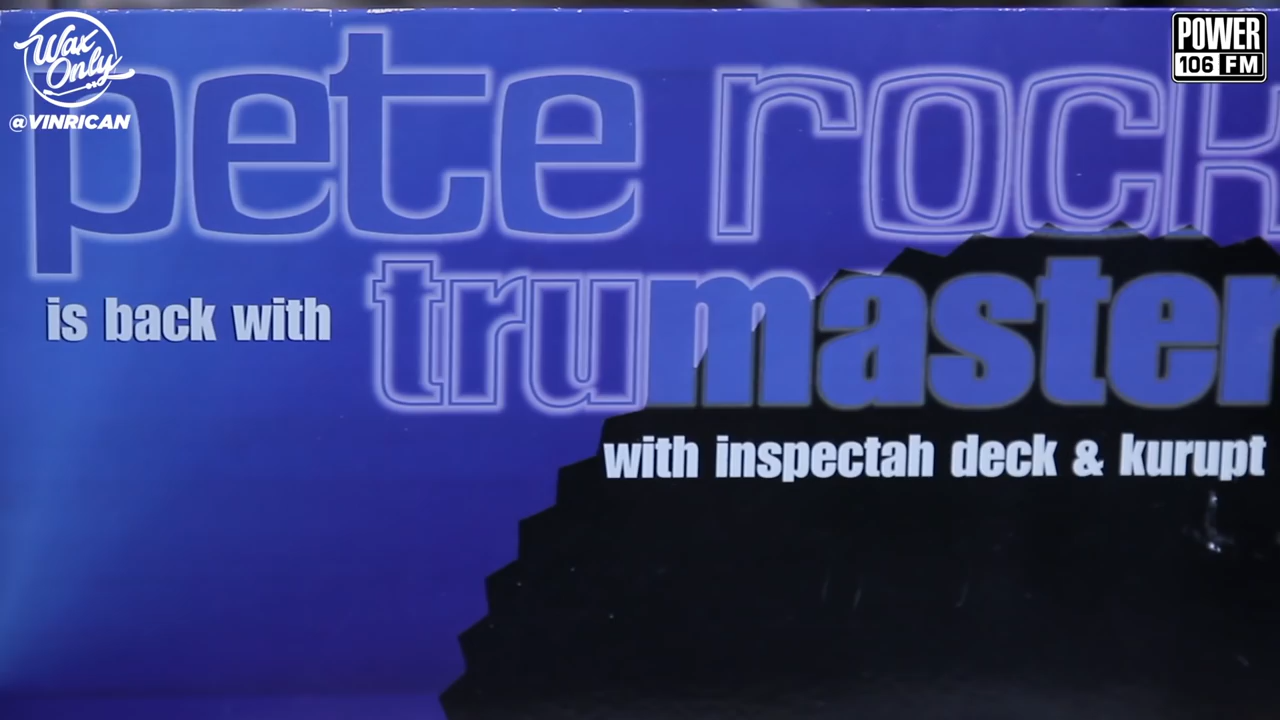 Wax Only
@VINRICAN
POWER
106 FM
pete rock
is back with trumaster
with inspectah deck & kurupt